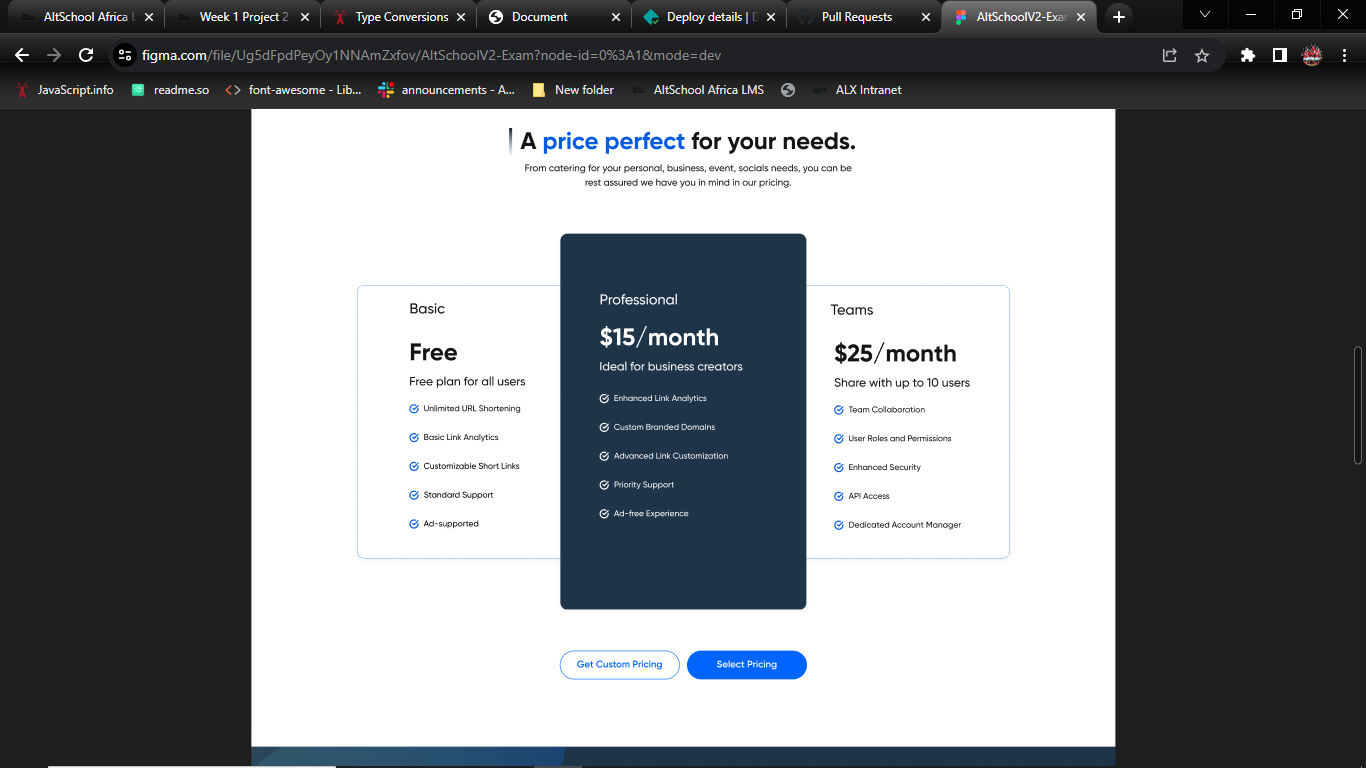 AltSchool Africa L
Week 1 Project 2
Type Conversions
Document
Deploy details | D
Pull Requests
AltSchoolV2-Exam
figma.com/file/Ug5dFpdPeyOy1NNAmZxfov/AltSchoolV2-Exam?node-id=0%3A1&mode=dev
JavaScript.info
readme.so
font-awesome - Lib...
announcements - A...
New folder
AltSchool Africa LMS
ALX Intranet
A price perfect for your needs.
From catering for your personal, business, event, socials needs, you can be
rest assured we have you in mind in our pricing.
Basic
Free
Free plan for all users
Unlimited URL Shortening
Basic Link Analytics
Customizable Short Links
Standard Support
Ad-supported
Professional
$15/month
Ideal for business creators
Enhanced Link Analytics
Custom Branded Domains
Advanced Link Customization
Priority Support
Ad-free Experience
Teams
$25/month
Share with up to 10 users
Team Collaboration
User Roles and Permissions
Enhanced Security
API Access
Dedicated Account Manager
Get Custom Pricing
Select Pricing